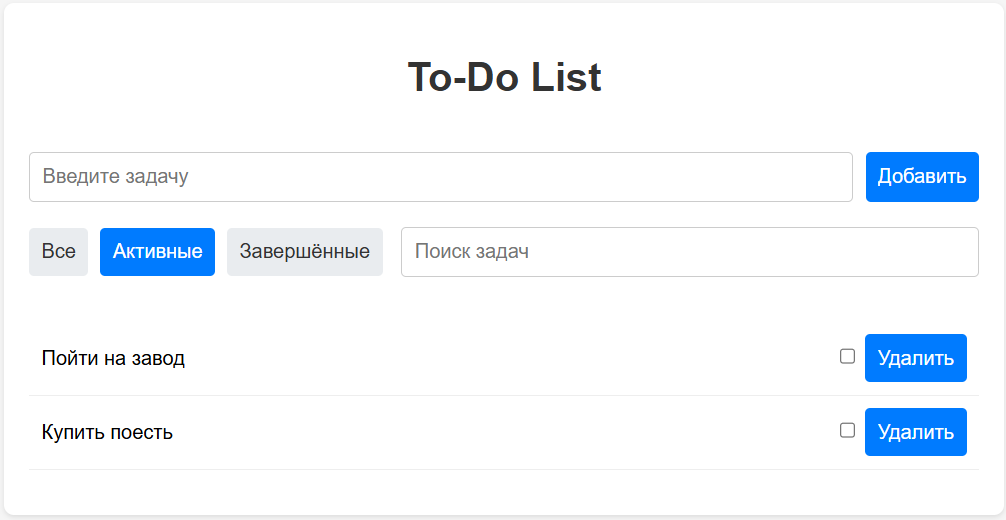 To-Do List
Введите задачу Добавить
Все Активные Завершённые Поиск задач
Пойти на завод Удалить
Купить поесть Удалить